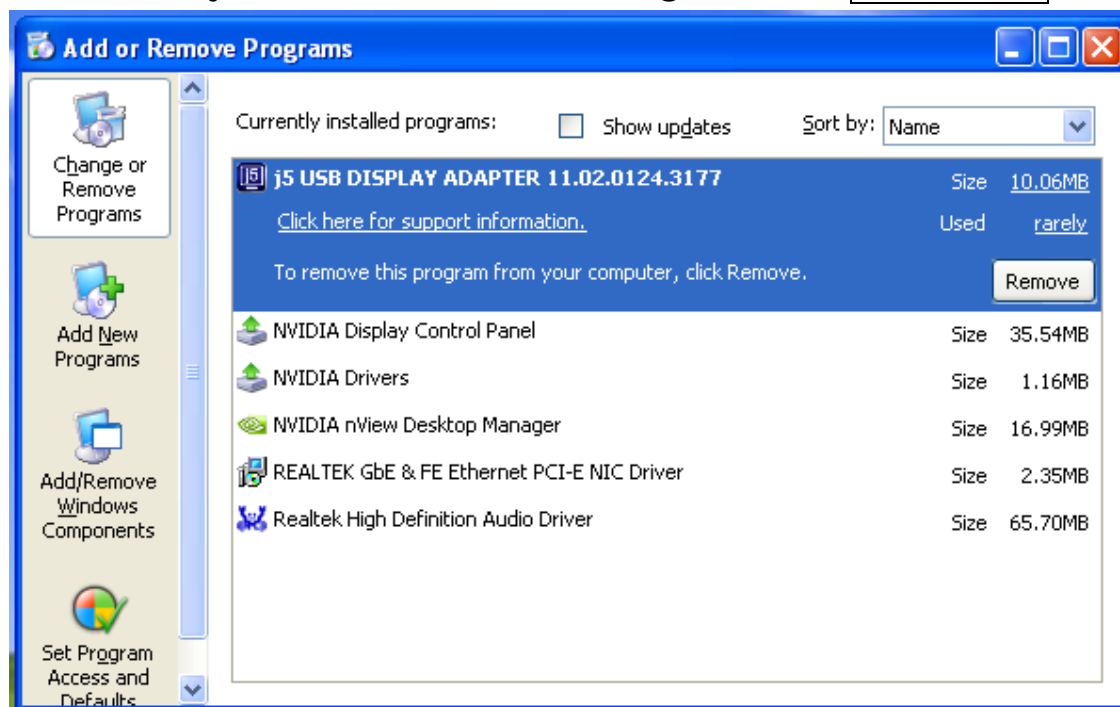 Add or Remove Programs
Change or
Remove
Programs
Add New
Programs
Add/Remove
Windows
Components
Set Program
Access and
Defaults
Currently installed programs:
Show updates
Sort by: Name
j5 USB DISPLAY ADAPTER 11.02.0124.3177 Size 10.06MB
Click here for support information. Used rarely
To remove this program from your computer, click Remove. Remove
NVIDIA Display Control Panel Size 35.54MB
NVIDIA Drivers Size 1.16MB
NVIDIA nView Desktop Manager Size 16.99MB
REALTEK GbE & FE Ethernet PCI-E NIC Driver Size 2.35MB
Realtek High Definition Audio Driver Size 65.70MB